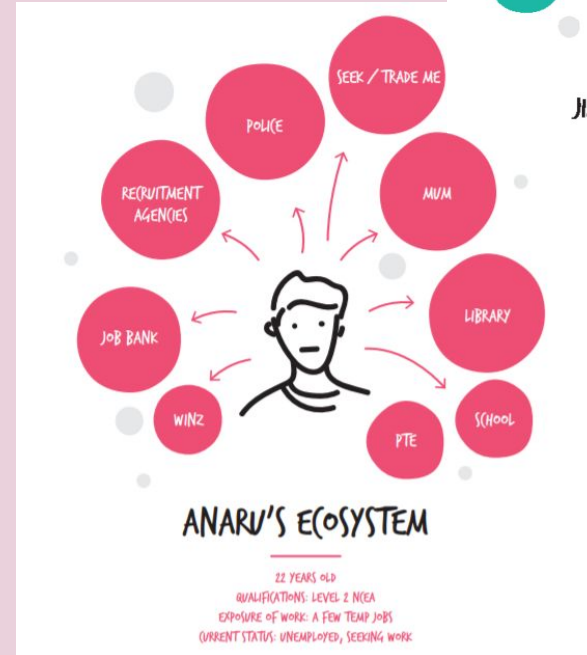 SEEK / TRADE ME
POLICE
MUM
RECRUITMENT
AGENCIES
LIBRARY
JOB BANK
WINZ
SCHOOL
PTE
ANARU'S ECOSYSTEM
22 YEARS OLD
QUALIFICATIONS: LEVEL 2 NCEA
EXPOSURE OF WORK: A FEW TEMP JOBS
CURRENT STATUS: UNEMPLOYED, SEEKING WORK